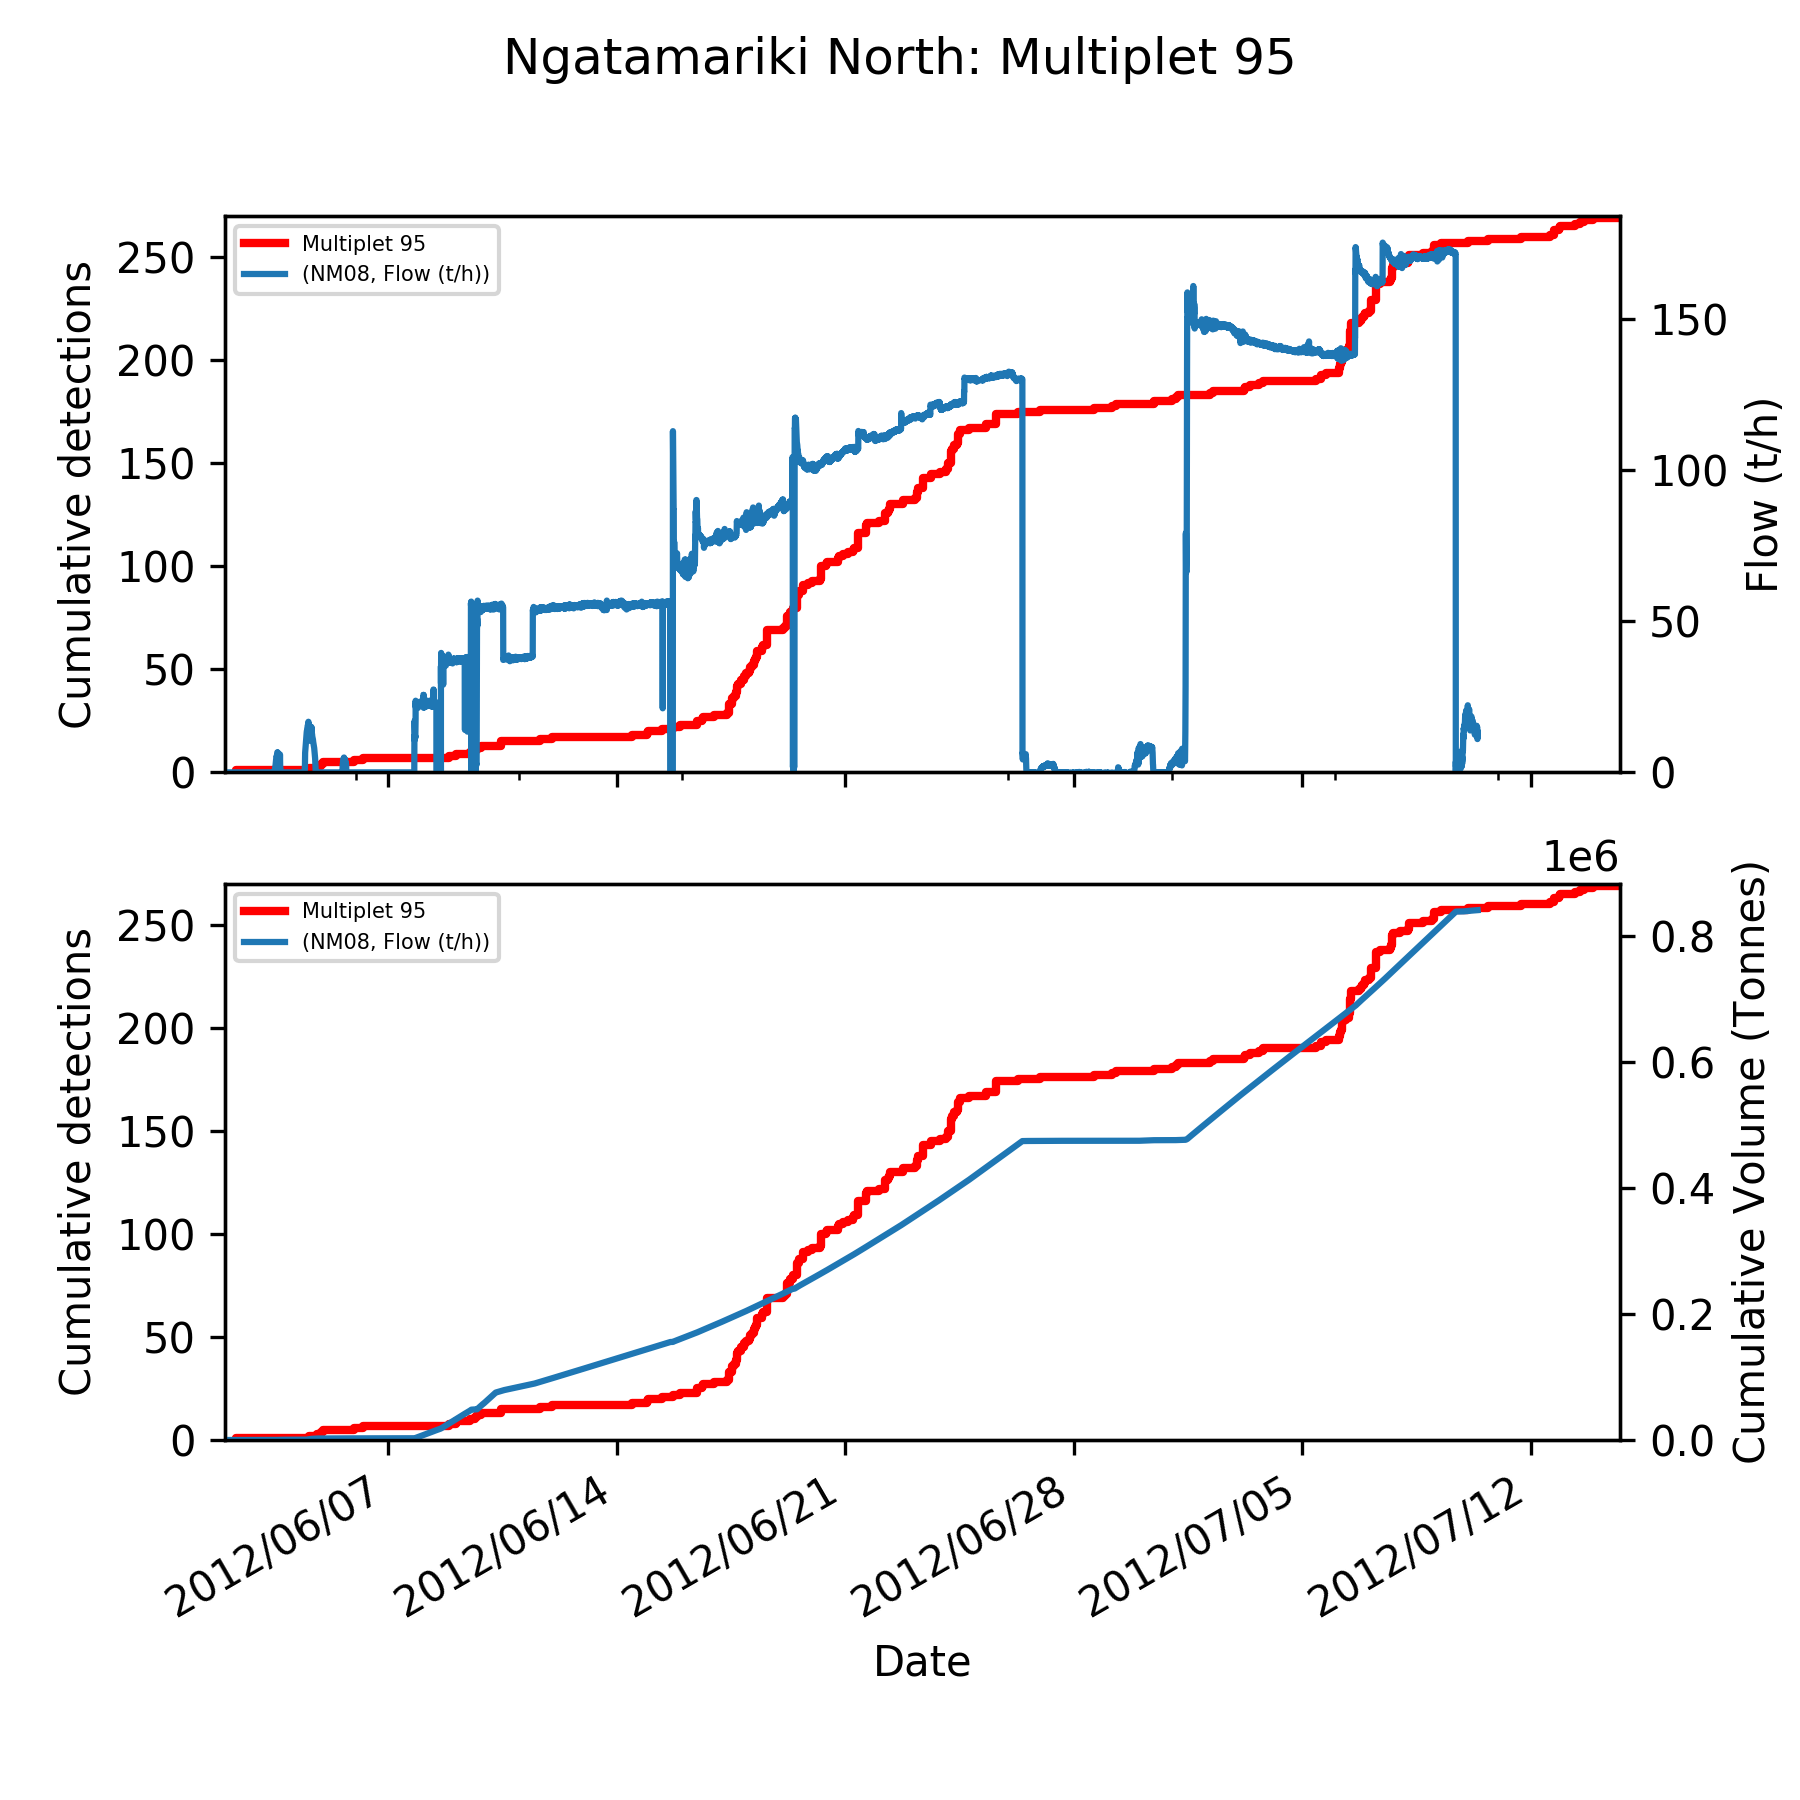 Ngatamariki North: Multiplet 95
Multiplet 95
(NM08, Flow (t/h))
Cumulative detections
250
200
150
100
50
0
150
100
50
0
Flow (t/h)
1e6
Multiplet 95
(NM08, Flow (t/h))
Cumulative detections
250
200
150
100
50
0
0.8
0.6
0.4
0.2
0.0
Cumulative Volume (Tonnes)
2012/06/07
2012/06/14
2012/06/21
2012/06/28
2012/07/05
2012/07/12
Date